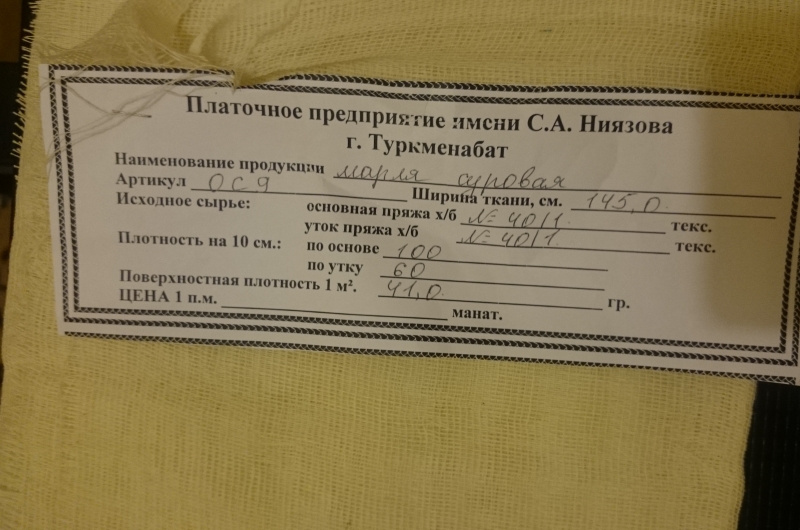 Платочное предприятие имени С.А. Ниязова
г. Туркменабат
Наименование продукции марля суровая
Артикул ОС9 Ширина ткани, см. 145,0
Исходное сырье: основная пряжа х/б № 40/1 текс.
уток пряжа х/б № 40/1 текс.
Плотность на 10 см.: по основе 100
по утку 60
Поверхностная плотность 1 м². 41,0 гр.
ЦЕНА 1 п.м. манат.